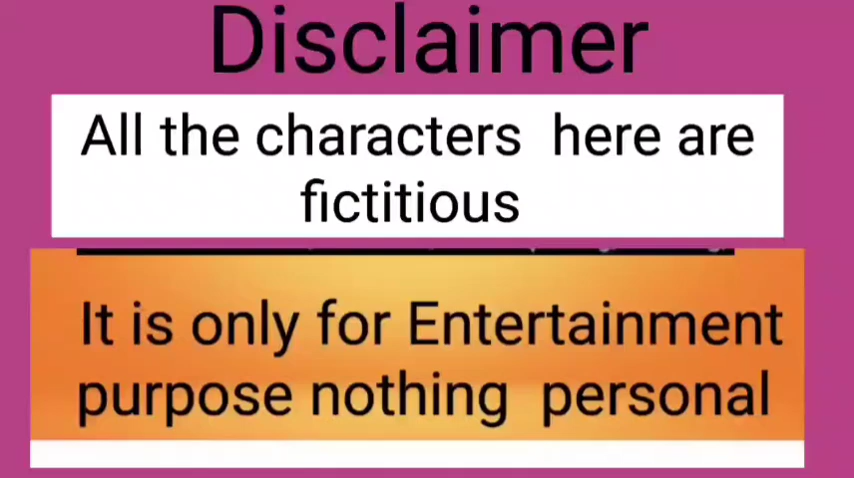 Disclaimer
All the characters here are
fictitious
It is only for Entertainment
purpose nothing personal